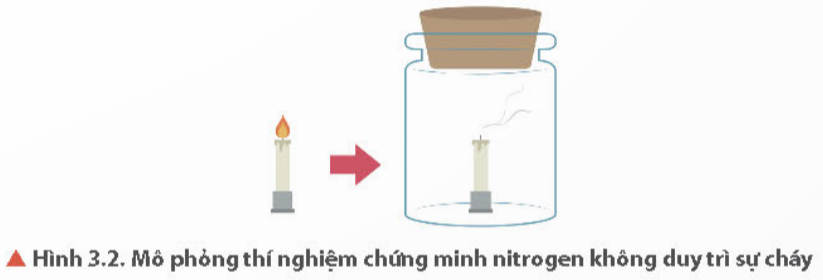 ▲ Hình 3.2. Mô phỏng thí nghiệm chứng minh nitrogen không duy trì sự cháy